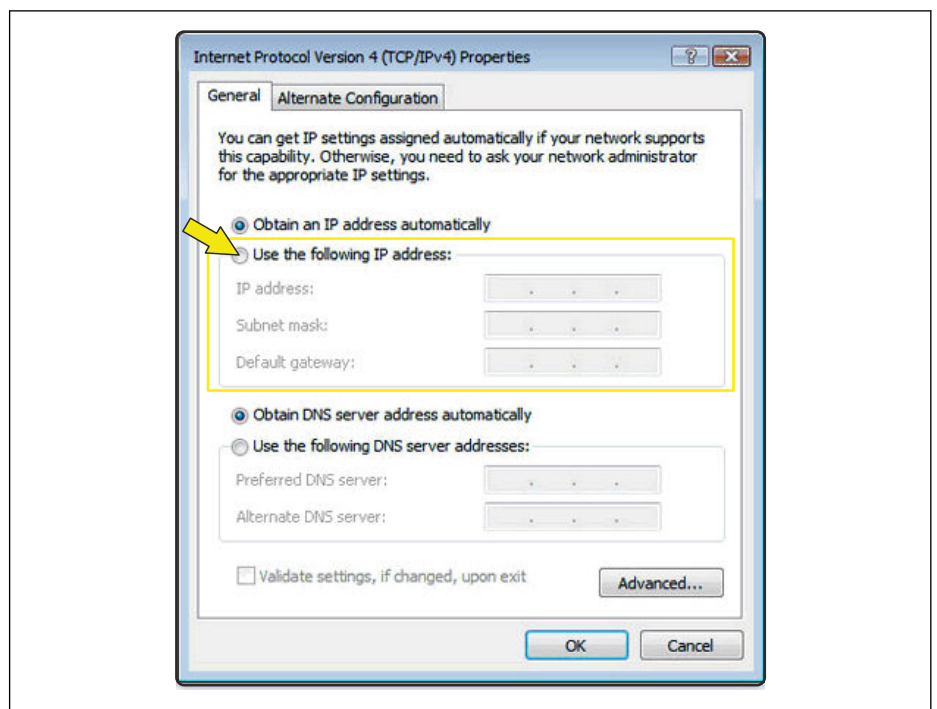 Internet Protocol Version 4 (TCP/IPv4) Properties
?
General
Alternate Configuration
You can get IP settings assigned automatically if your network supports
this capability. Otherwise, you need to ask your network administrator
for the appropriate IP settings.
Obtain an IP address automatically
Use the following IP address:
IP address:
. . .
Subnet mask:
. . .
Default gateway:
. . .
Obtain DNS server address automatically
Use the following DNS server addresses:
Preferred DNS server:
. . .
Alternate DNS server:
. . .
Validate settings, if changed, upon exit
Advanced...
OK
Cancel